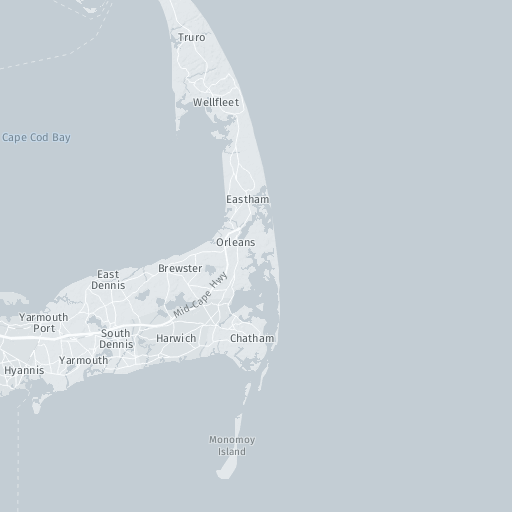 Truro
Wellfleet
Cape Cod Bay
Eastham
Orleans
Brewster
East
Dennis
Mid-Cape Hwy
Yarmouth
Port
South
Dennis
Harwich
Chatham
Yarmouth
Hyannis
Monomoy
Island